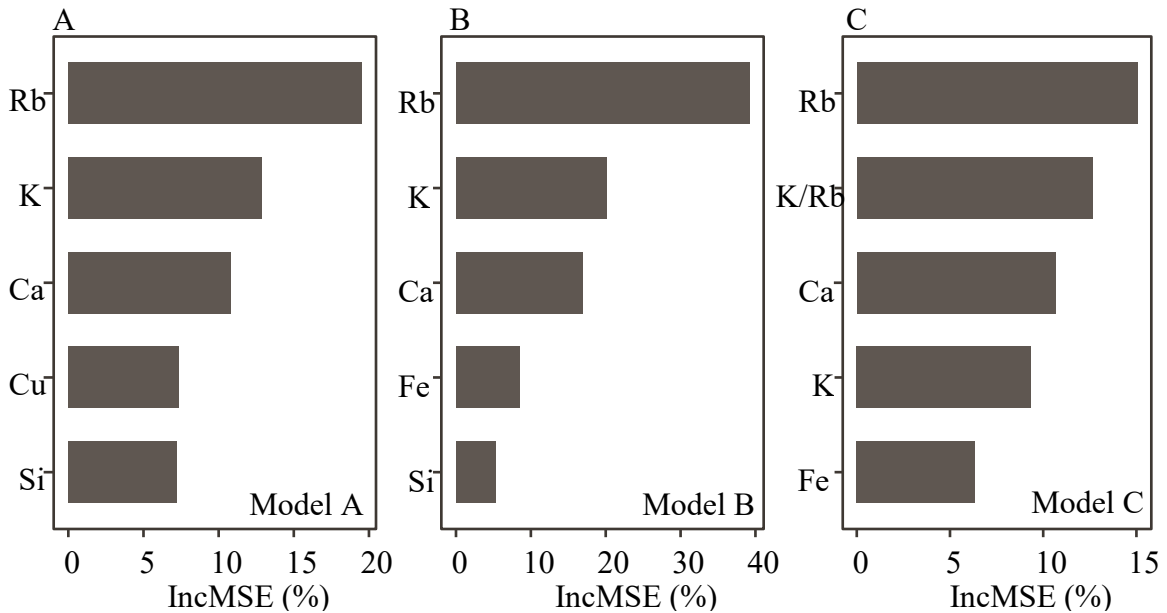 A
Rb
K
Ca
Cu
Si
Model A
0 5 10 15 20
IncMSE (%)
B
Rb
K
Ca
Fe
Si
Model B
0 10 20 30 40
IncMSE (%)
C
Rb
K/Rb
Ca
K
Fe
Model C
0 5 10 15
IncMSE (%)